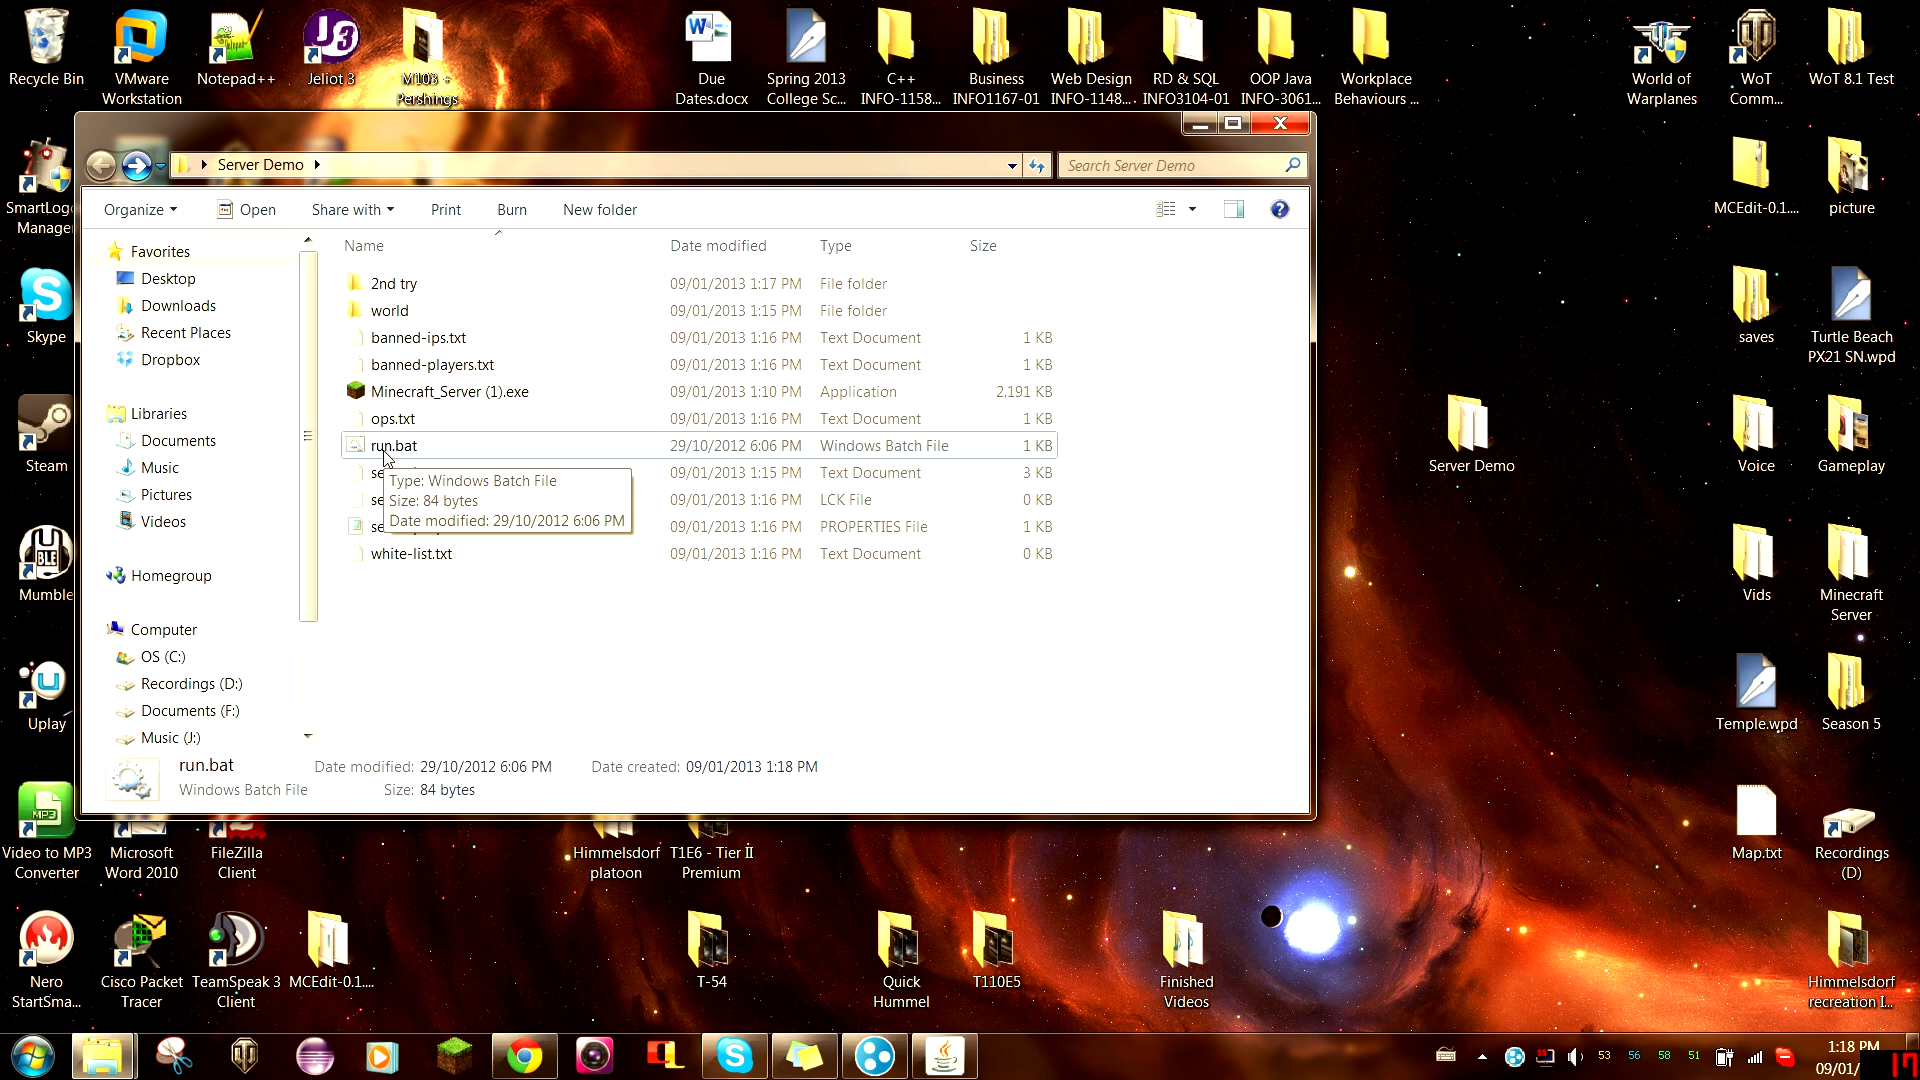 Recycle Bin
VMware
Workstation
Notepad++
Jeliot 3
M103 +
Pershings
Due
Dates.docx
Spring 2013
College Sc...
C++
INFO-1158...
Business
INFO1167-01
Web Design
INFO-1148...
RD & SQL
INFO3104-01
OOP Java
INFO-3061...
Workplace
Behaviours ...
World of
Warplanes
WoT
Comm...
WoT 8.1 Test
Server Demo
Search Server Demo
Organize
Open
Share with
Print
Burn
New folder
Name
Date modified
Type
Size
2nd try
09/01/2013 1:17 PM
File folder
world
09/01/2013 1:15 PM
File folder
banned-ips.txt
09/01/2013 1:16 PM
Text Document
1 KB
banned-players.txt
09/01/2013 1:16 PM
Text Document
1 KB
Minecraft_Server (1).exe
09/01/2013 1:10 PM
Application
2,191 KB
ops.txt
09/01/2013 1:16 PM
Text Document
1 KB
run.bat
29/10/2012 6:06 PM
Windows Batch File
1 KB
09/01/2013 1:15 PM
Text Document
3 KB
09/01/2013 1:16 PM
LCK File
0 KB
09/01/2013 1:16 PM
PROPERTIES File
1 KB
white-list.txt
09/01/2013 1:16 PM
Text Document
0 KB
Type: Windows Batch File
Size: 84 bytes
Date modified: 29/10/2012 6:06 PM
Favorites
Desktop
Downloads
Recent Places
Dropbox
Libraries
Documents
Music
Pictures
Videos
Homegroup
Computer
OS (C:)
Recordings (D:)
Documents (F:)
Music (J:)
run.bat
Windows Batch File
Date modified: 29/10/2012 6:06 PM
Size: 84 bytes
Date created: 09/01/2013 1:18 PM
Skype
Steam
Mumble
Uplay
MCEdit-0.1....
picture
saves
Turtle Beach
PX21 SN.wpd
Server Demo
Voice
Gameplay
Vids
Minecraft
Server
Temple.wpd
Season 5
Map.txt
Recordings
(D)
Video to MP3
Converter
Microsoft
Word 2010
FileZilla
Client
Himmelsdorf
platoon
T1E6 - Tier II
Premium
Nero
StartSma...
Cisco Packet
Tracer
TeamSpeak 3
Client
MCEdit-0.1....
T-54
Quick
Hummel
T110E5
Finished
Videos
Himmelsdorf
recreation I...
53
56
58
51
1:18 PM
09/01/